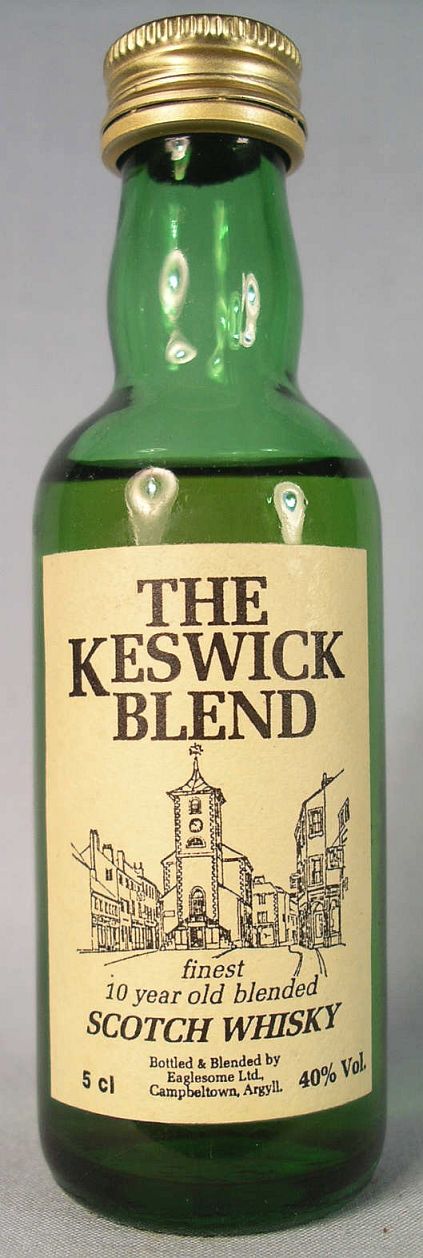 THE
KESWICK
BLEND
finest
10 year old blended
SCOTCH WHISKY
5 cl
Bottled & Blended by
Eaglesome Ltd.,
Campbeltown, Argyll.
40% Vol.